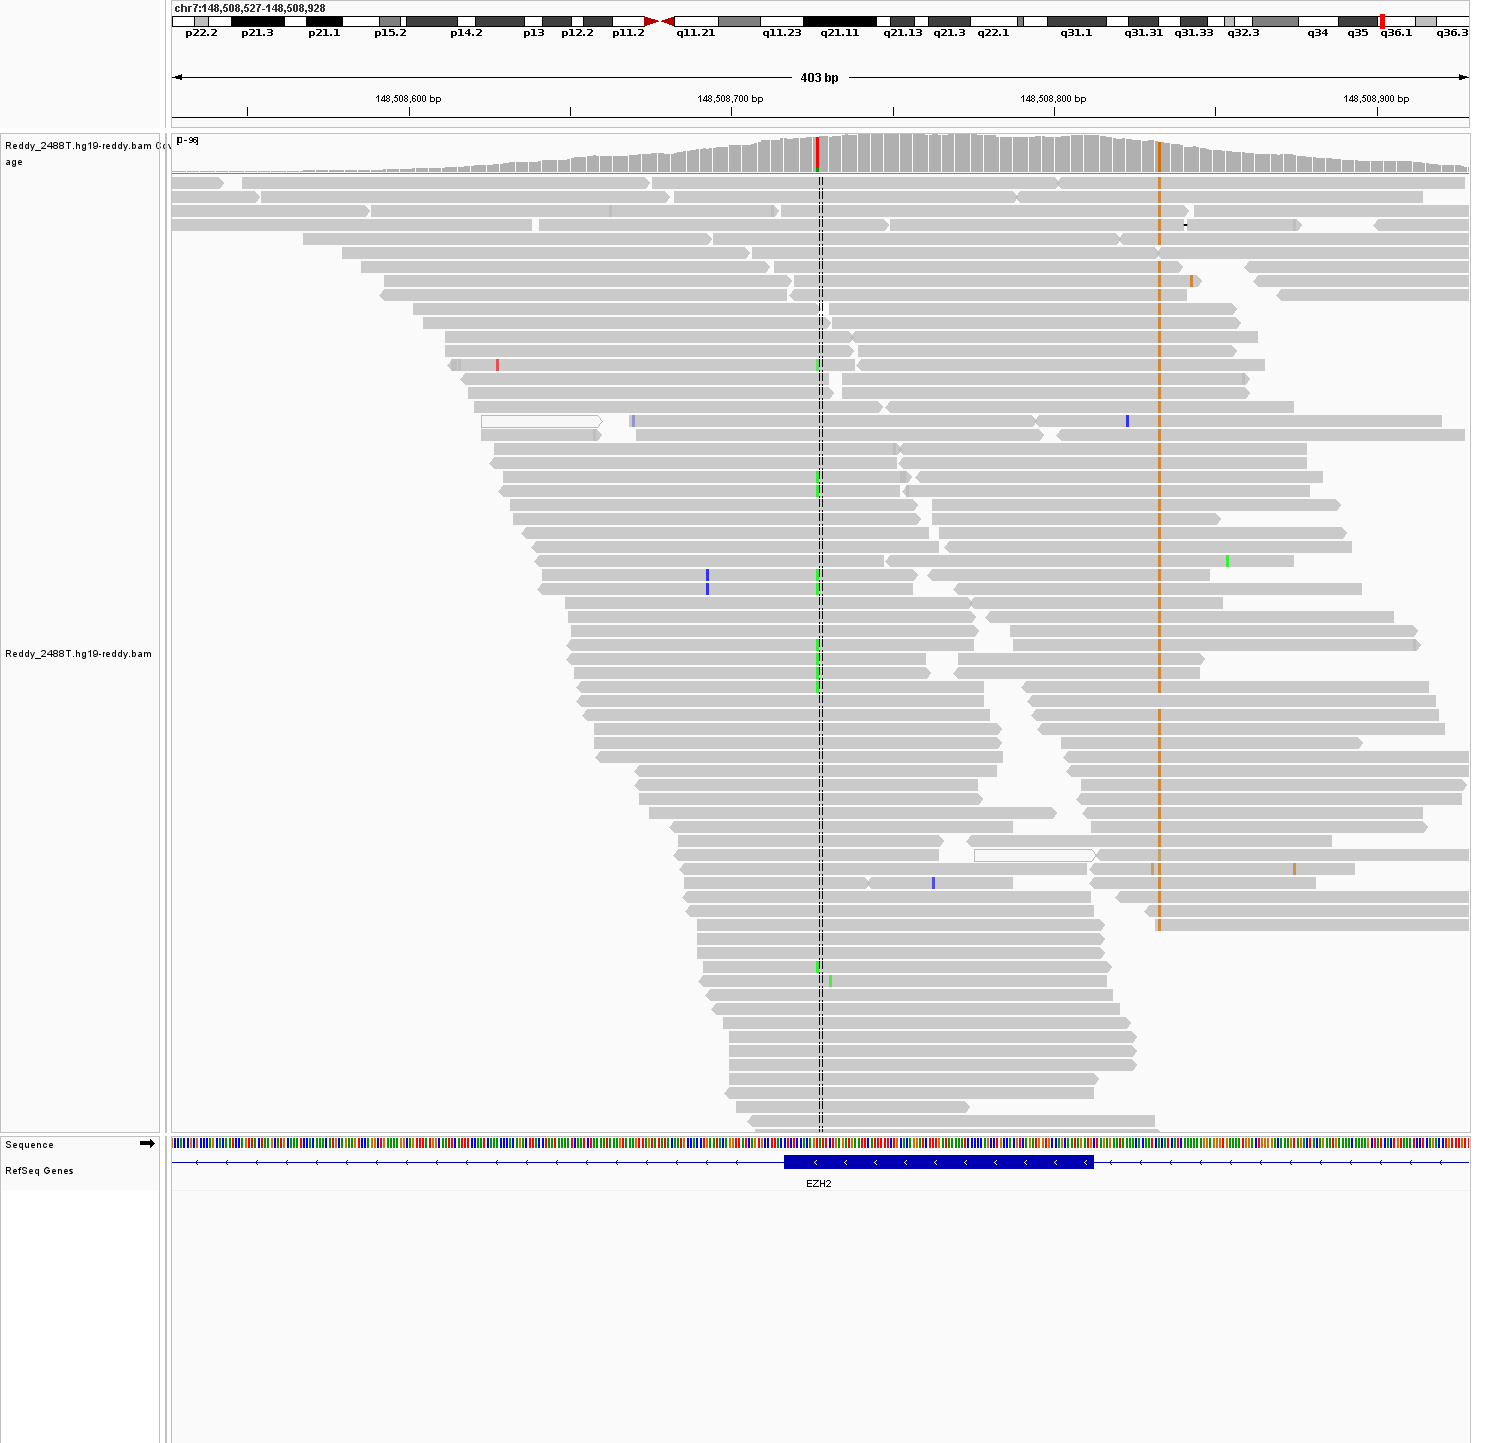 chr7:148,508,527-148,508,928
p22.2 p21.3 p21.1 p15.2 p14.2 p13 p12.2 p11.2 q11.21 q11.23 q21.11 q21.13 q21.3 q22.1 q31.1 q31.31 q31.33 q32.3 q34 q35 q36.1 q36.3
403 bp
148,508,600 bp 148,508,700 bp 148,508,800 bp 148,508,900 bp
Reddy_2488T.hg19-reddy.bam Cov
age
[0-96]
Reddy_2488T.hg19-reddy.bam
Sequence
RefSeq Genes
EZH2